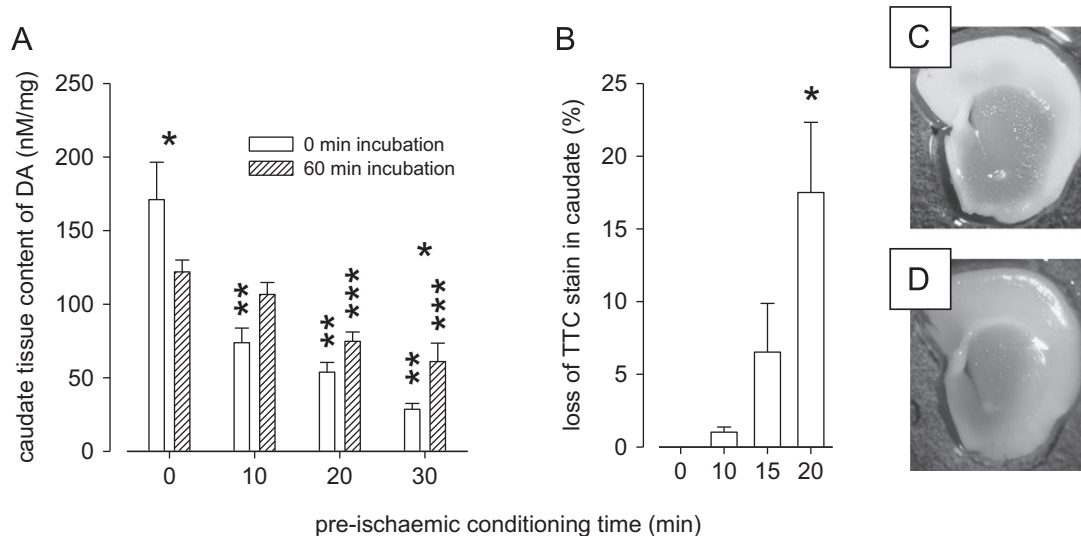 A
caudate tissue content of DA (nM/mg)
250
200
150
100
50
0
*
**
**
***
**
***
*
0 min incubation
60 min incubation
0 10 20 30
B
loss of TTC stain in caudate (%)
25
20
15
10
5
0
*
0 10 15 20
pre-ischaemic conditioning time (min)
C
D